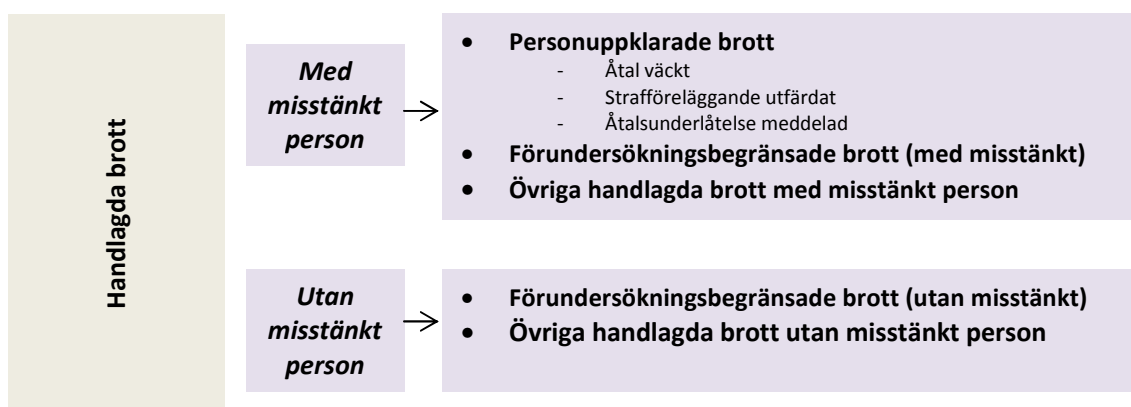 Handlagda brott
Med
misstänkt
person
• Personuppklarade brott
- Åtal väckt
- Strafföreläggande utfärdat
- Åtalsunderlåtelse meddelad
• Förundersökningsbegränsade brott (med misstänkt)
• Övriga handlagda brott med misstänkt person
Utan
misstänkt
person
• Förundersökningsbegränsade brott (utan misstänkt)
• Övriga handlagda brott utan misstänkt person